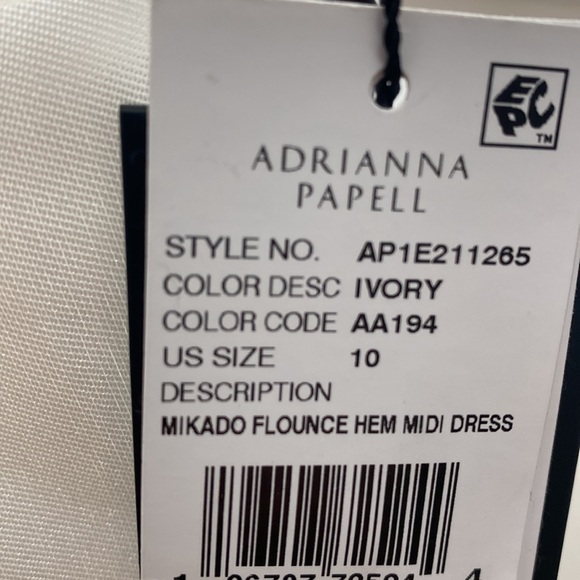 EPC
TM
ADRIANNA
PAPELL
STYLE NO. AP1E211265
COLOR DESC IVORY
COLOR CODE AA194
US SIZE 10
DESCRIPTION
MIKADO FLOUNCE HEM MIDI DRESS